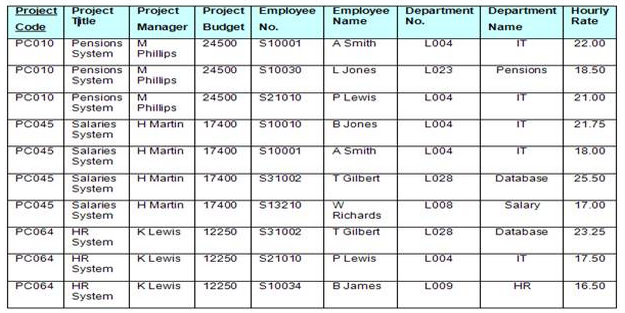 Project Code Project Title Project Manager Project Budget Employee No. Employee Name Department No. Department Name Hourly Rate
PC010 Pensions System M Phillips 24500 S10001 A Smith L004 IT 22.00
PC010 Pensions System M Phillips 24500 S10030 L Jones L023 Pensions 18.50
PC010 Pensions System M Phillips 24500 S21010 P Lewis L004 IT 21.00
PC045 Salaries System H Martin 17400 S10010 B Jones L004 IT 21.75
PC045 Salaries System H Martin 17400 S10001 A Smith L004 IT 18.00
PC045 Salaries System H Martin 17400 S31002 T Gilbert L028 Database 25.50
PC045 Salaries System H Martin 17400 S13210 W Richards L008 Salary 17.00
PC064 HR System K Lewis 12250 S31002 T Gilbert L028 Database 23.25
PC064 HR System K Lewis 12250 S21010 P Lewis L004 IT 17.50
PC064 HR System K Lewis 12250 S10034 B James L009 HR 16.50